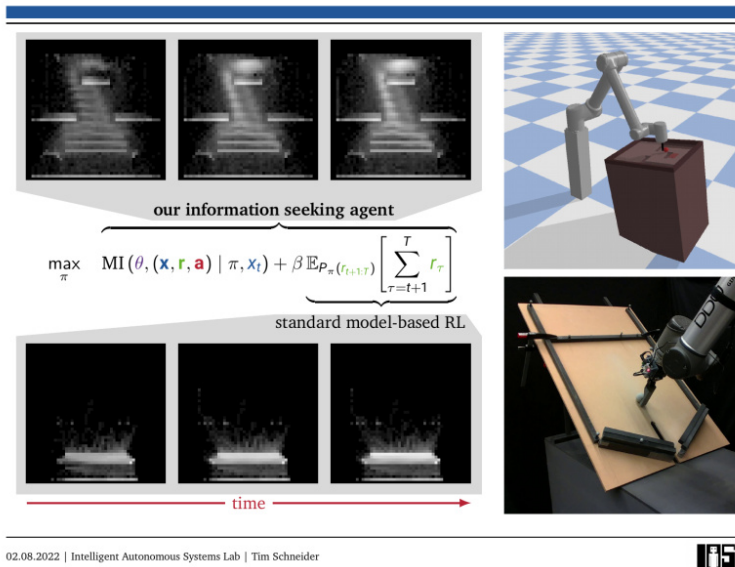 our information seeking agent
max π MI (θ, (x, r, a) | π, x_t) + β 𝔼_{P_π(r_{t+1:T})} [ ∑_{τ=t+1}^{T} r_τ ]
standard model-based RL
time
02.08.2022 | Intelligent Autonomous Systems Lab | Tim Schneider
IAS